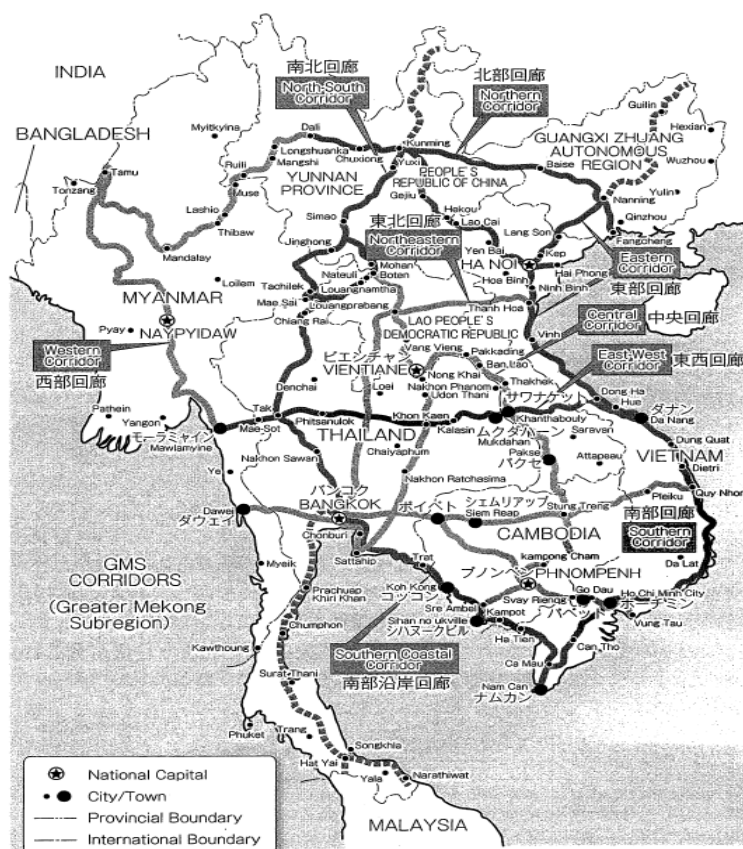 南北回廊
North-South
Corridor
北部回廊
Northern
Corridor
INDIA
BANGLADESH
Myitkyina
Dali
Longshuanka
Mangshi
Chuxiong
Kunming
Yuxi
Ruili
Muse
YUNNAN
PROVINCE
PEOPLE'S
REPUBLIC OF CHINA
Gejiu
Guilin
Hexian
GUANGXI ZHUANG
AUTONOMOUS
REGION
Wuzhou
Baise
Yulin
Nanning
Qinzhou
Fangcheng
Tamu
Tonzang
Lashio
Thibaw
Mandalay
Simao
Jinghong
Hekou
Lao Cai
Lang Son
Yen Bai
Kep
HA NOI
Hai Phong
Hoa Binh
Ninh Binh
東北回廊
Northeastern
Corridor
Eastern
Corridor
東部回廊
Mohan
Boten
Nateuli
Louangnamtha
Tachilek
Mae Sai
Louangprabang
Chiang Rai
Loilem
MYANMAR
NAYPYIDAW
Pyay
Western
Corridor
西部回廊
Thanh Hoa
LAO PEOPLE'S
DEMOCRATIC REPUBLIC
Central
Corridor
中央回廊
Vinh
Vang Vieng
Pakkading
Ban Lao
ビエンチャン
VIENTIANE
Nong Khai
Nakhon Phanom
Udon Thani
Loei
Thakhek
サワナケット
East-West
Corridor
東西回廊
Denchai
Pathein
Yangon
モーラミャイン
Mawlamyine
Tak
Mae-Sot
Phitsanulok
Khon Kaen
Kalasin
THAILAND
Chaiyaphum
ムクダハーン
Mukdahan
Khanthabouly
Dong Ha
Hue
ダナン
Da Nang
Saravan
パクセ
Pakse
Attapeu
Dung Quat
VIETNAM
Dietri
Ye
Nakhon Sawan
Nakhon Ratchasima
Pleiku
Quy Nhon
Dawei
ダウェイ
バンコク
BANGKOK
ポイペト
シェムリアップ
Siem Reap
Stung Treng
CAMBODIA
南部回廊
Southern
Corridor
Chonburi
Sattahip
Trat
kampong Cham
プノンペン
PHNOMPENH
Da Lat
GMS
CORRIDORS
(Greater Mekong
Subregion)
Myeik
Prachuap
Khiri Khan
Koh Kong
コッコン
Sre Ambel
Sihan no ukville
シハヌークビル
Kampot
Svay Rieng
バベット
Go Dau
Ho Chi Minh City
ホーチミン
Vung Tau
Chumphon
Kawthoung
Southern Coastal
Corridor
南部沿岸回廊
Ha Tien
Ca Mau
Can Tho
Nam Can
ナムカン
Surat Thani
Phuket
Trang
Songkhla
Hat Yai
Yala
Narathiwat
MALAYSIA
National Capital
City/Town
Provincial Boundary
International Boundary